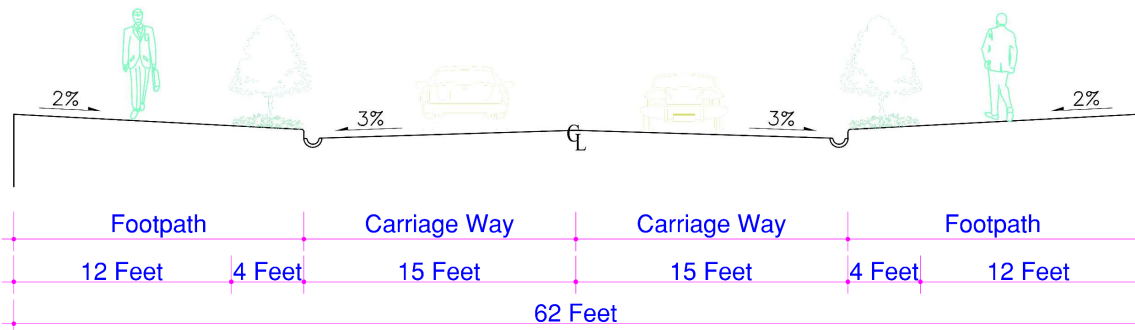 2% 2%
3% 3%
CL
Footpath Carriage Way Carriage Way Footpath
12 Feet 4 Feet 15 Feet 15 Feet 4 Feet 12 Feet
62 Feet